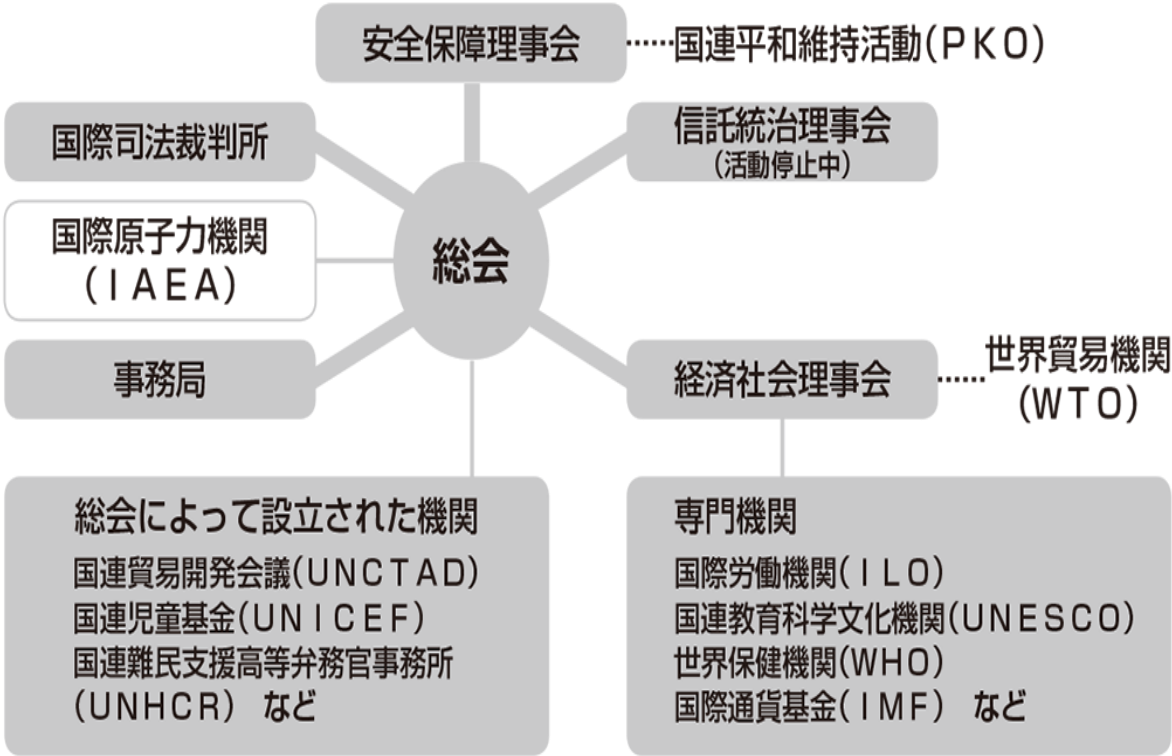 安全保障理事会
国連平和維持活動(PKO)
国際司法裁判所
信託統治理事会
(活動停止中)
国際原子力機関
(IAEA)
総会
事務局
経済社会理事会
世界貿易機関
(WTO)
総会によって設立された機関
国連貿易開発会議(UNCTAD)
国連児童基金(UNICEF)
国連難民支援高等弁務官事務所
(UNHCR) など
専門機関
国際労働機関(ILO)
国連教育科学文化機関(UNESCO)
世界保健機関(WHO)
国際通貨基金(IMF) など